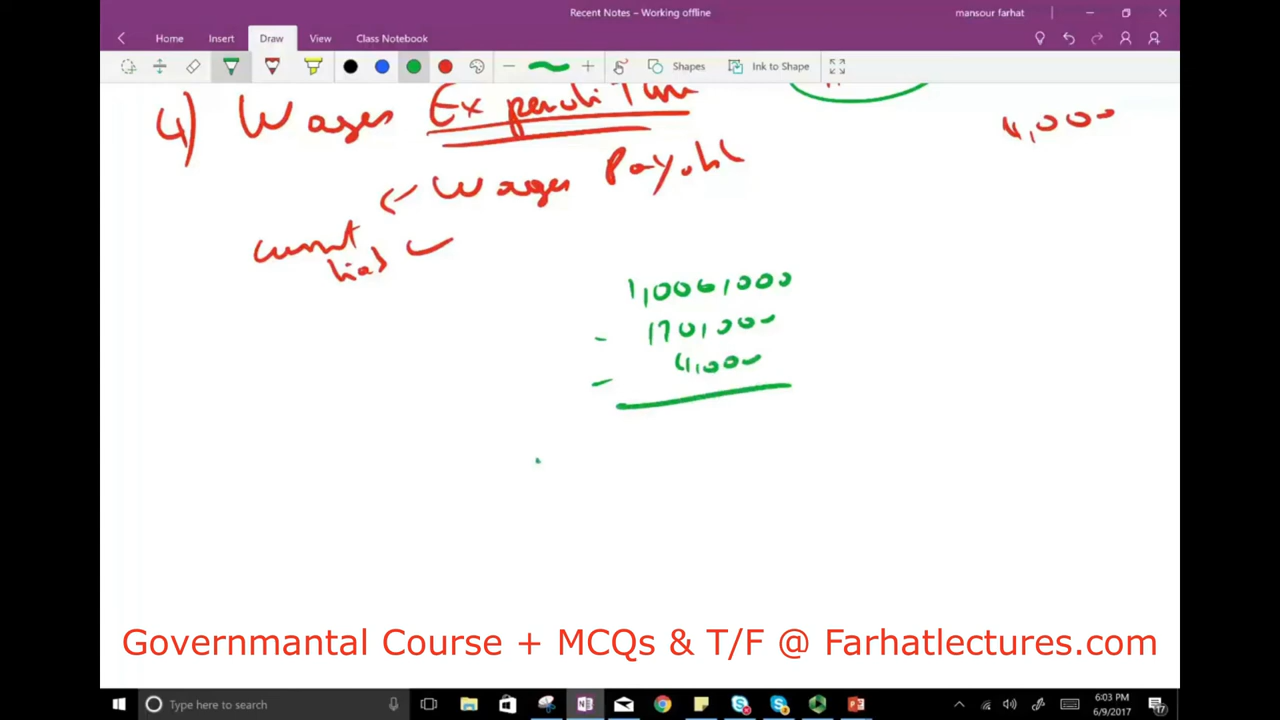 Recent Notes - Working offline
mansour farhat
Home Insert Draw View Class Notebook
Shapes Ink to Shape
4) Wages Expenditure
4,000
Wages Payable
current
liab
1,000,000
170,000
- 4,000
-
Governmantal Course + MCQs & T/F @ Farhatlectures.com
Type here to search
6:03 PM
6/9/2017
17